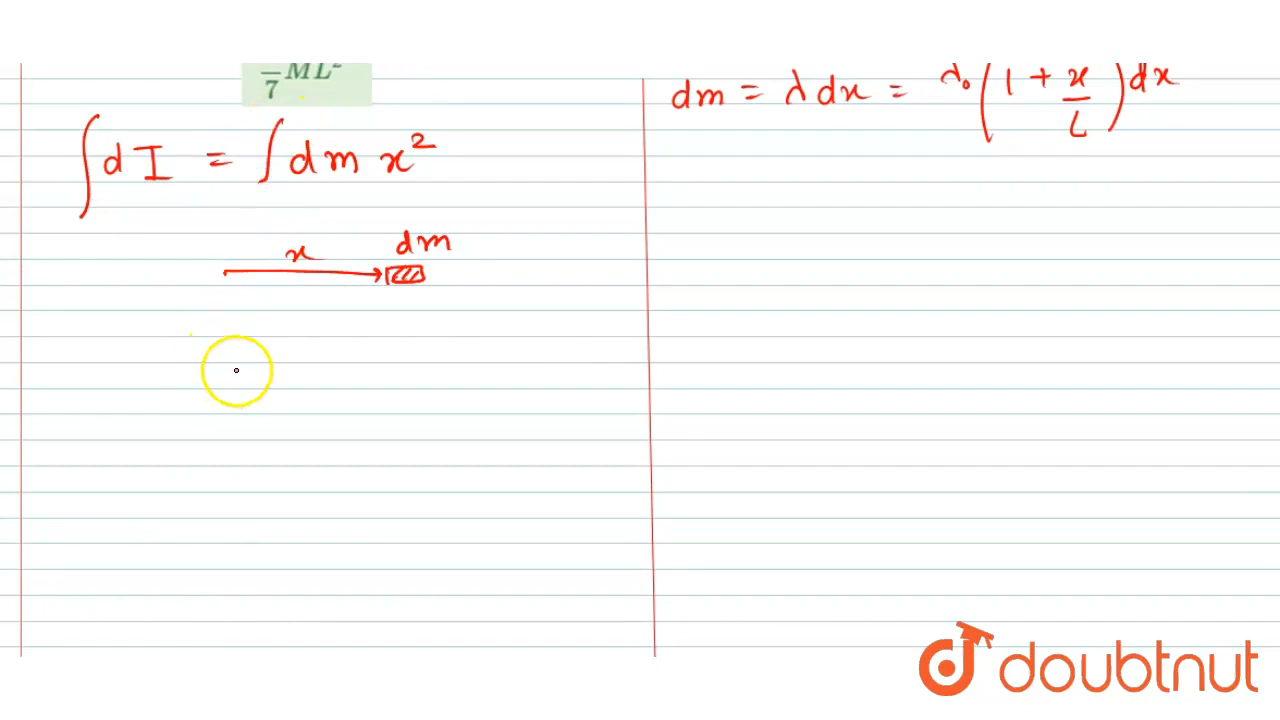 7 ML²
∫ dI = ∫ dm x²
x dm
dm = λ dx = λ₀ (1 + x/L) dx
doubtnut